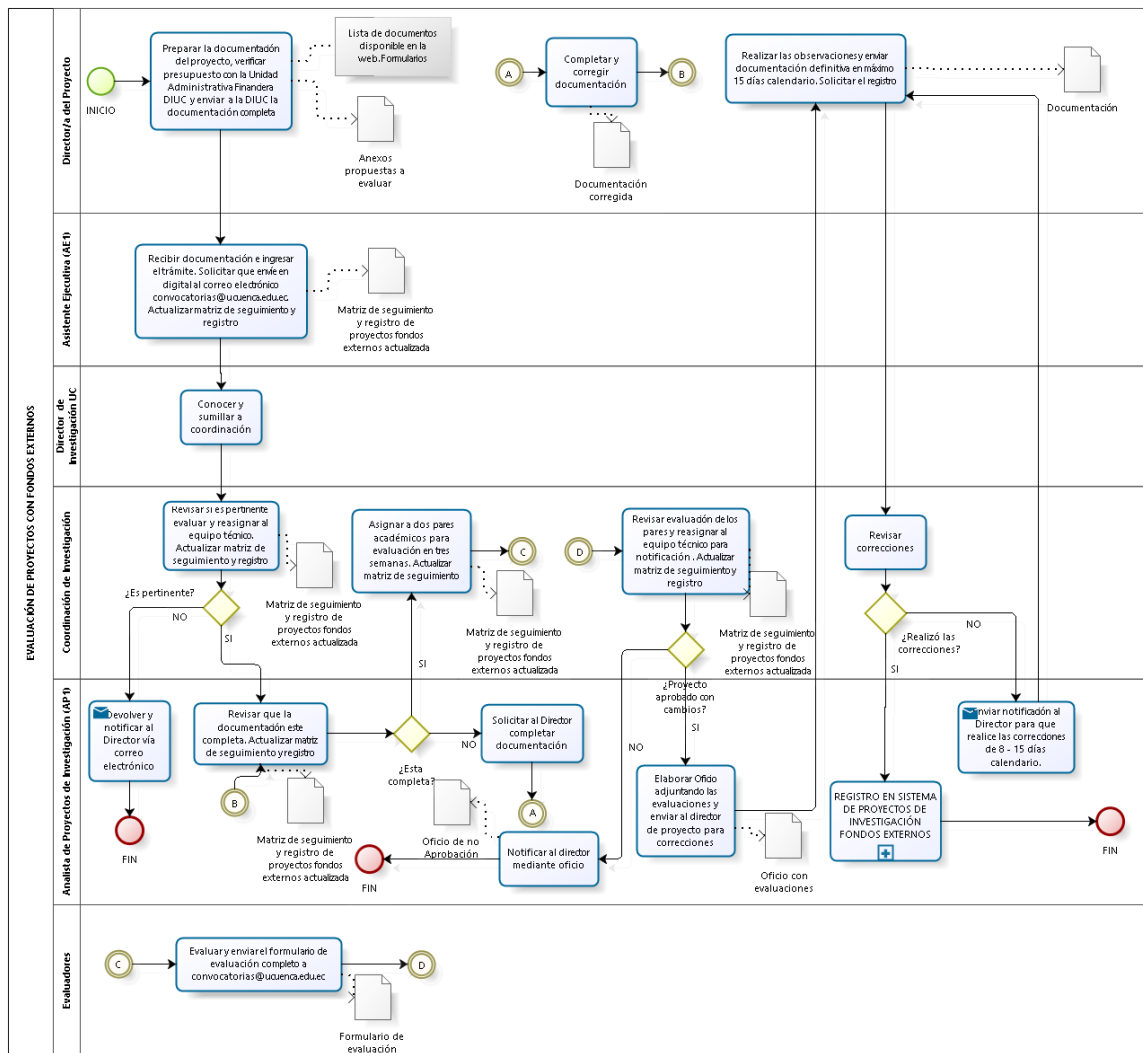 EVALUACIÓN DE PROYECTOS CON FONDOS EXTERNOS
Director/a del Proyecto
INICIO
Preparar la documentación
del proyecto, verificar
presupuesto con la Unidad
Administrativa Financiera
DIUC y enviar a la DIUC la
documentación completa
Lista de documentos
disponible en la
web.Formularios
Anexos
propuestas a
evaluar
A
Completar y
corregir
documentación
B
Documentación
corregida
Realizar las observaciones y enviar
documentación definitiva en máximo
15 días calendario. Solicitar el registro
Documentación
Asistente Ejecutiva (AE1)
Recibir documentación e ingresar
el trámite. Solicitar que envíe en
digital al correo electrónico
convocatorias@ucuenca.edu.ec.
Actualizar matriz de seguimiento y
registro
Matriz de seguimiento
y registro de
proyectos fondos
externos actualizada
Director de
Investigación UC
Conocer y
sumillar a
coordinación
Coordinación de Investigación
Revisar si es pertinente
evaluar y reasignar al
equipo técnico.
Actualizar matriz de
seguimiento y registro
Matriz de seguimiento
y registro de
proyectos fondos
externos actualizada
¿Es pertinente?
NO
SI
Asignar a dos pares
académicos para
evaluación en tres
semanas. Actualizar
matriz de seguimiento
C
Matriz de seguimiento
y registro de
proyectos fondos
externos actualizada
SI
D
Revisar evaluación de los
pares y reasignar al
equipo técnico para
notificación . Actualizar
matriz de seguimiento y
registro
Matriz de seguimiento
y registro de
proyectos fondos
externos actualizada
¿Proyecto
aprobado con
cambios?
SI
NO
Revisar
correcciones
NO
¿Realizó las
correcciones?
SI
Analista de Proyectos de Investigación (AP1)
Devolver y
notificar al
Director vía
correo
electrónico
FIN
Revisar que la
documentación este
completa. Actualizar matriz
de seguimiento y registro
B
Matriz de seguimiento
y registro de
proyectos fondos
externos actualizada
¿Esta
completa?
NO
Solicitar al Director
completar
documentación
A
Oficio de no
Aprobación
FIN
Notificar al director
mediante oficio
Elaborar Oficio
adjuntando las
evaluaciones y
enviar al director
de proyecto para
correcciones
Oficio con
evaluaciones
REGISTRO EN SISTEMA
DE PROYECTOS DE
INVESTIGACIÓN
FONDOS EXTERNOS
Enviar notificación al
Director para que
realice las correcciones
de 8 - 15 días
calendario.
FIN
Evaluadores
C
Evaluar y enviar el formulario de
evaluación completo a
convocatorias@ucuenca.edu.ec
D
Formulario de
evaluación